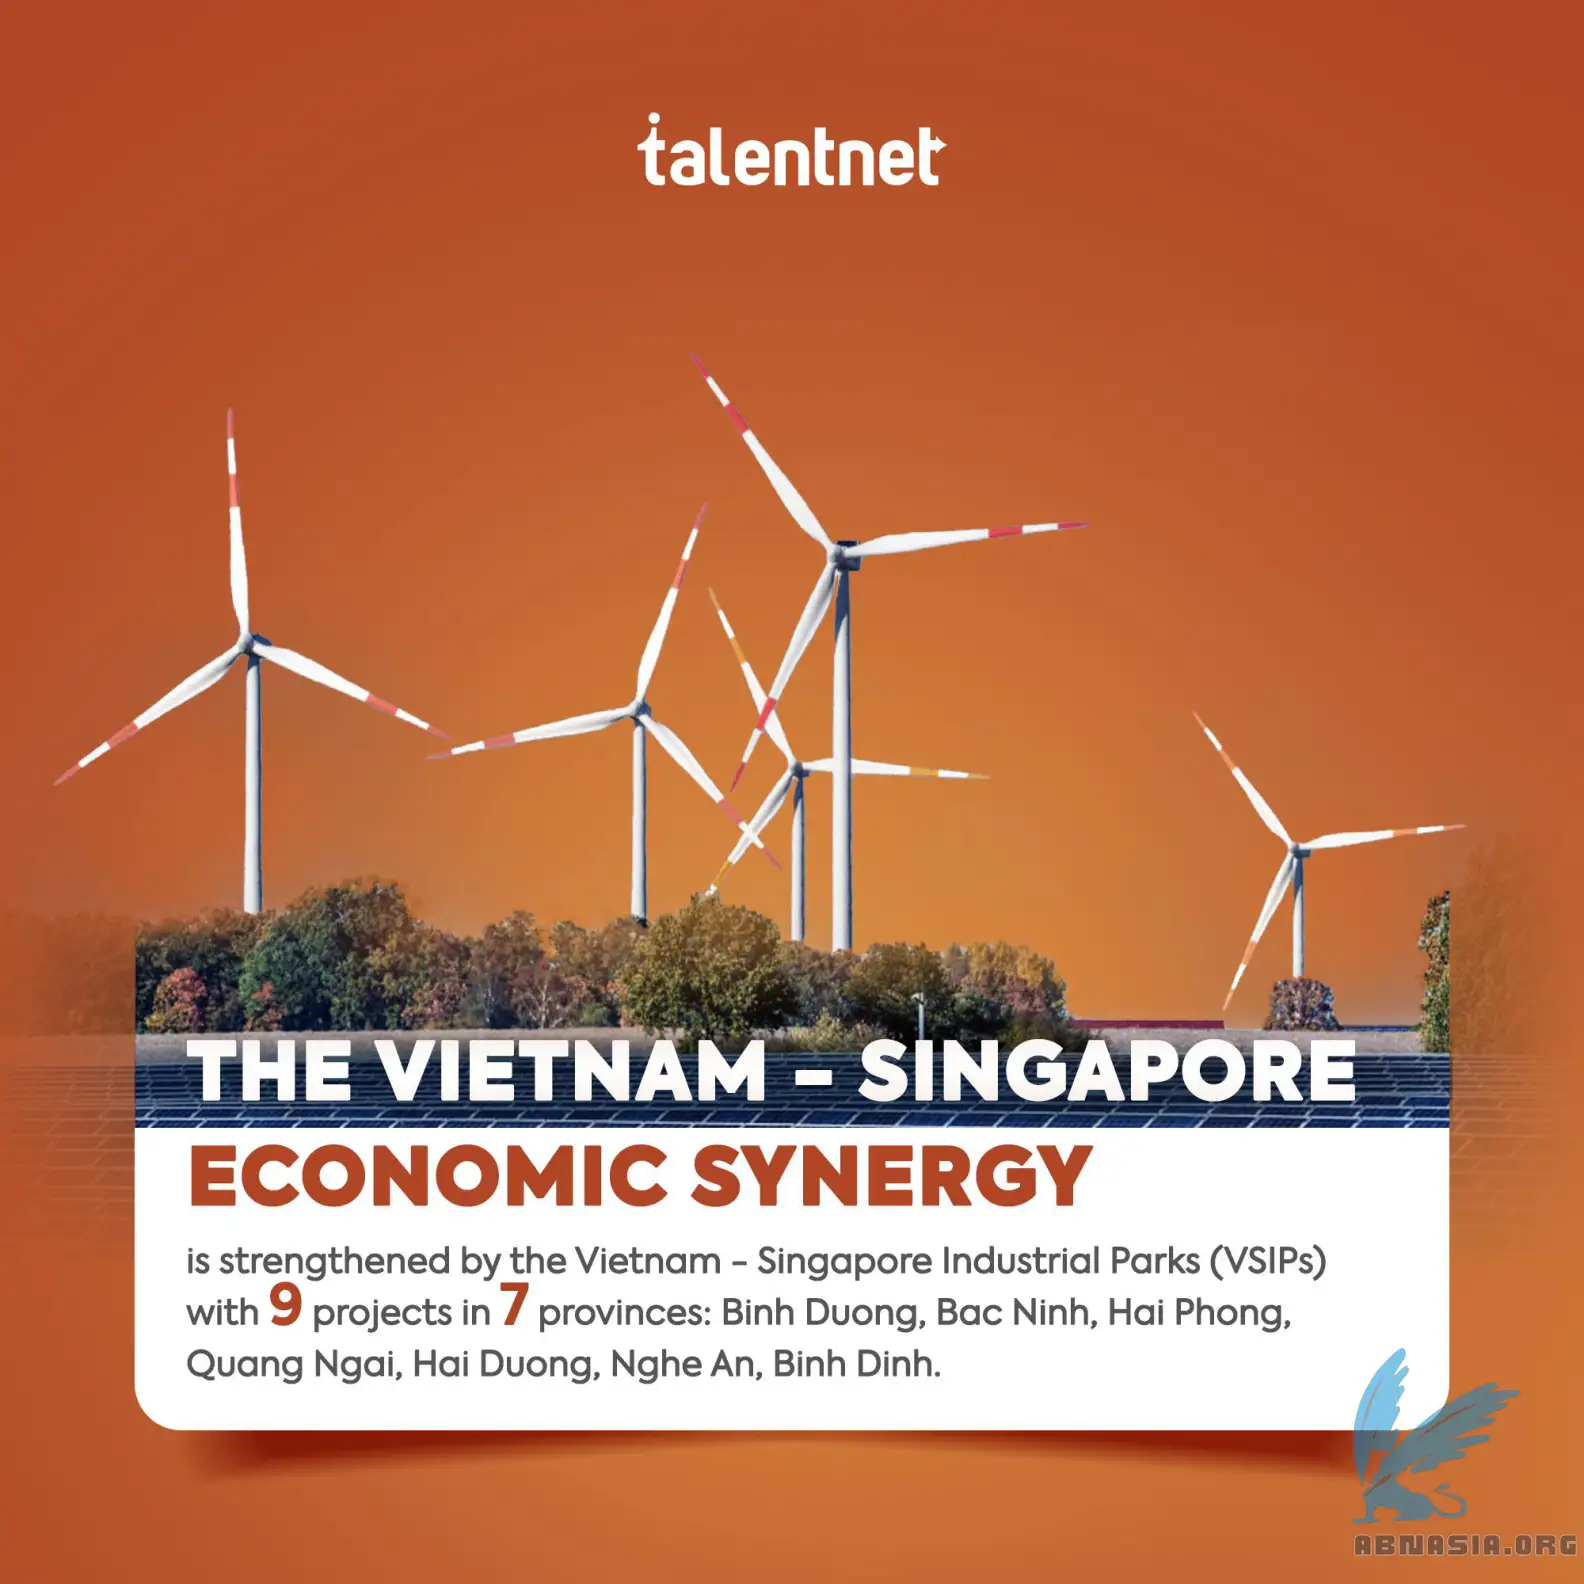 talentnet
THE VIETNAM – SINGAPORE
ECONOMIC SYNERGY
is strengthened by the Vietnam – Singapore Industrial Parks (VSIPs)
with 9 projects in 7 provinces: Binh Duong, Bac Ninh, Hai Phong,
Quang Ngai, Hai Duong, Nghe An, Binh Dinh.
ABNASIA.ORG